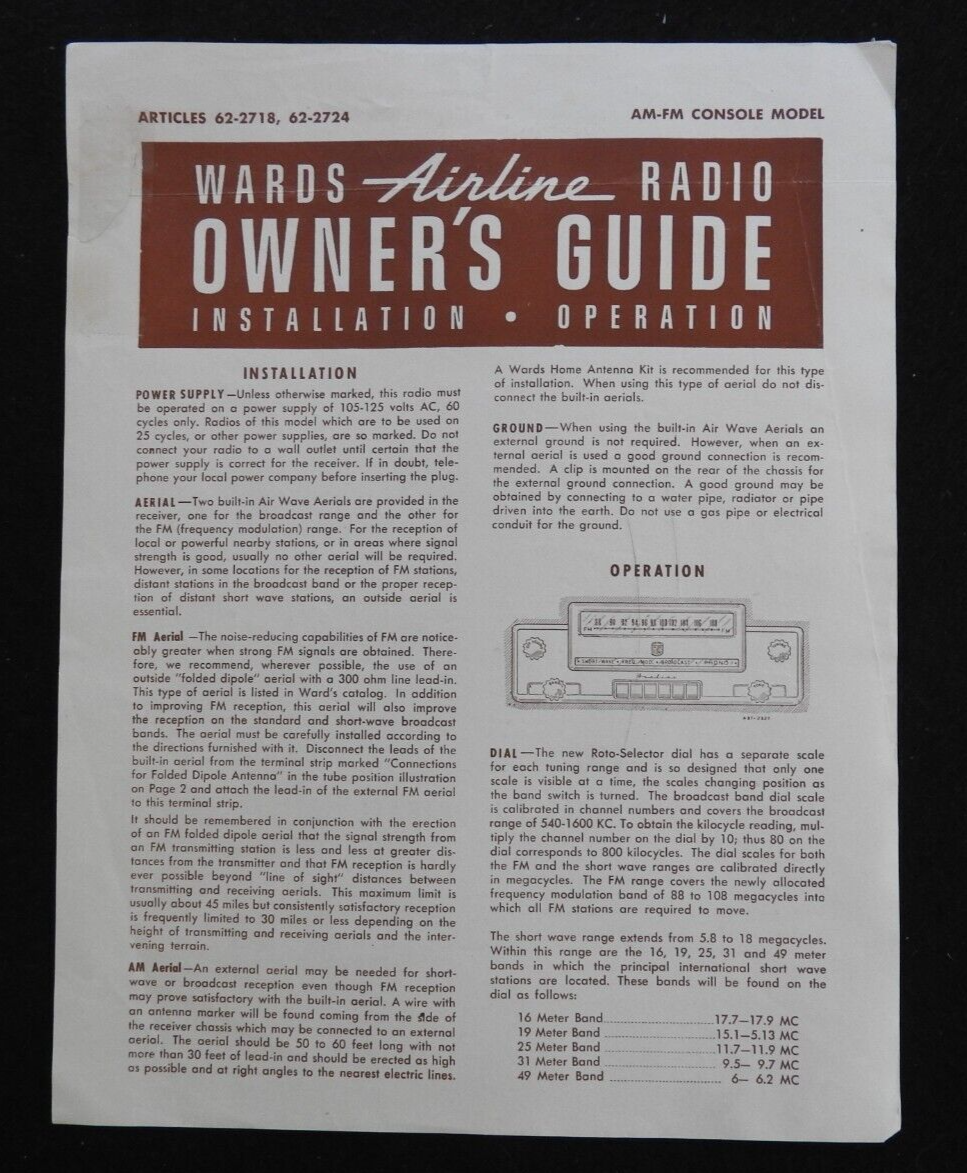 ARTICLES 62-2718, 62-2724
AM-FM CONSOLE MODEL
WARDS Airline RADIO
OWNER'S GUIDE
INSTALLATION • OPERATION
INSTALLATION
POWER SUPPLY—Unless otherwise marked, this radio must
be operated on a power supply of 105-125 volts AC, 60
cycles only. Radios of this model which are to be used on
25 cycles, or other power supplies, are so marked. Do not
connect your radio to a wall outlet until certain that the
power supply is correct for the receiver. If in doubt, tele-
phone your local power company before inserting the plug.
AERIAL—Two built-in Air Wave Aerials are provided in the
receiver, one for the broadcast range and the other for
the FM (frequency modulation) range. For the reception of
local or powerful nearby stations, or in areas where signal
strength is good, usually no other aerial will be required.
However, in some locations for the reception of FM stations,
distant stations in the broadcast band or the proper recep-
tion of distant short wave stations, an outside aerial is
essential.
FM Aerial —The noise-reducing capabilities of FM are notice-
ably greater when strong FM signals are obtained. There-
fore, we recommend, wherever possible, the use of an
outside "folded dipole" aerial with a 300 ohm line lead-in.
This type of aerial is listed in Ward's catalog. In addition
to improving FM reception, this aerial will also improve
the reception on the standard and short-wave broadcast
bands. The aerial must be carefully installed according to
the directions furnished with it. Disconnect the leads of the
built-in aerial from the terminal strip marked "Connections
for Folded Dipole Antenna" in the tube position illustration
on Page 2 and attach the lead-in of the external FM aerial
to this terminal strip.
It should be remembered in conjunction with the erection
of an FM folded dipole aerial that the signal strength from
an FM transmitting station is less and less at greater dis-
tances from the transmitter and that FM reception is hardly
ever possible beyond "line of sight" distances between
transmitting and receiving aerials. This maximum limit is
usually about 45 miles but consistently satisfactory reception
is frequently limited to 30 miles or less depending on the
height of transmitting and receiving aerials and the inter-
vening terrain.
AM Aerial—An external aerial may be needed for short-
wave or broadcast reception even though FM reception
may prove satisfactory with the built-in aerial. A wire with
an antenna marker will be found coming from the side of
the receiver chassis which may be connected to an external
aerial. The aerial should be 50 to 60 feet long with not
more than 30 feet of lead-in and should be erected as high
as possible and at right angles to the nearest electric lines.
A Wards Home Antenna Kit is recommended for this type
of installation. When using this type of aerial do not dis-
connect the built-in aerials.
GROUND—When using the built-in Air Wave Aerials an
external ground is not required. However, when an ex-
ternal aerial is used a good ground connection is recom-
mended. A clip is mounted on the rear of the chassis for
the external ground connection. A good ground may be
obtained by connecting to a water pipe, radiator or pipe
driven into the earth. Do not use a gas pipe or electrical
conduit for the ground.
OPERATION
DIAL—The new Roto-Selector dial has a separate scale
for each tuning range and is so designed that only one
scale is visible at a time, the scales changing position as
the band switch is turned. The broadcast band dial scale
is calibrated in channel numbers and covers the broadcast
range of 540-1600 KC. To obtain the kilocycle reading, mul-
tiply the channel number on the dial by 10; thus 80 on the
dial corresponds to 800 kilocycles. The dial scales for both
the FM and the short wave ranges are calibrated directly
in megacycles. The FM range covers the newly allocated
frequency modulation band of 88 to 108 megacycles into
which all FM stations are required to move.
The short wave range extends from 5.8 to 18 megacycles.
Within this range are the 16, 19, 25, 31 and 49 meter
bands in which the principal international short wave
stations are located. These bands will be found on the
dial as follows:
16 Meter Band 17.7—17.9 MC
19 Meter Band 15.1—5.13 MC
25 Meter Band 11.7—11.9 MC
31 Meter Band 9.5— 9.7 MC
49 Meter Band 6— 6.2 MC